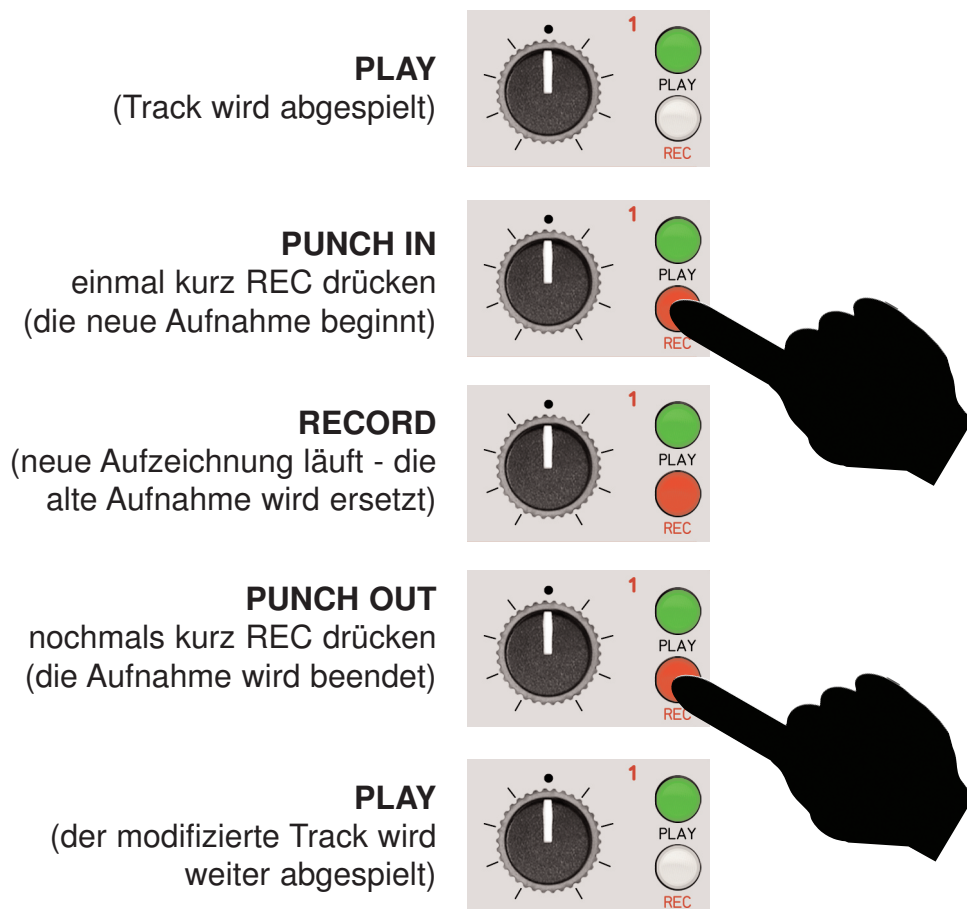 PLAY
(Track wird abgespielt)
1
PLAY
REC
PUNCH IN
einmal kurz REC drücken
(die neue Aufnahme beginnt)
1
PLAY
REC
RECORD
(neue Aufzeichnung läuft - die
alte Aufnahme wird ersetzt)
1
PLAY
REC
PUNCH OUT
nochmals kurz REC drücken
(die Aufnahme wird beendet)
1
PLAY
REC
PLAY
(der modifizierte Track wird
weiter abgespielt)
1
PLAY
REC